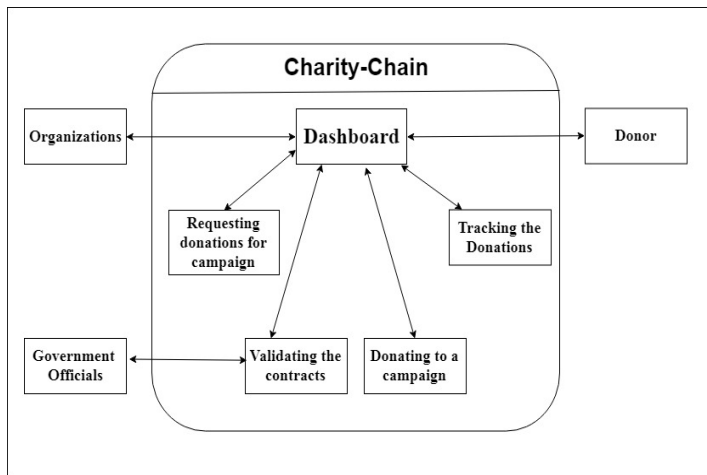 Charity-Chain
Organizations
Dashboard
Donor
Requesting
donations for
campaign
Tracking the
Donations
Government
Officials
Validating the
contracts
Donating to a
campaign